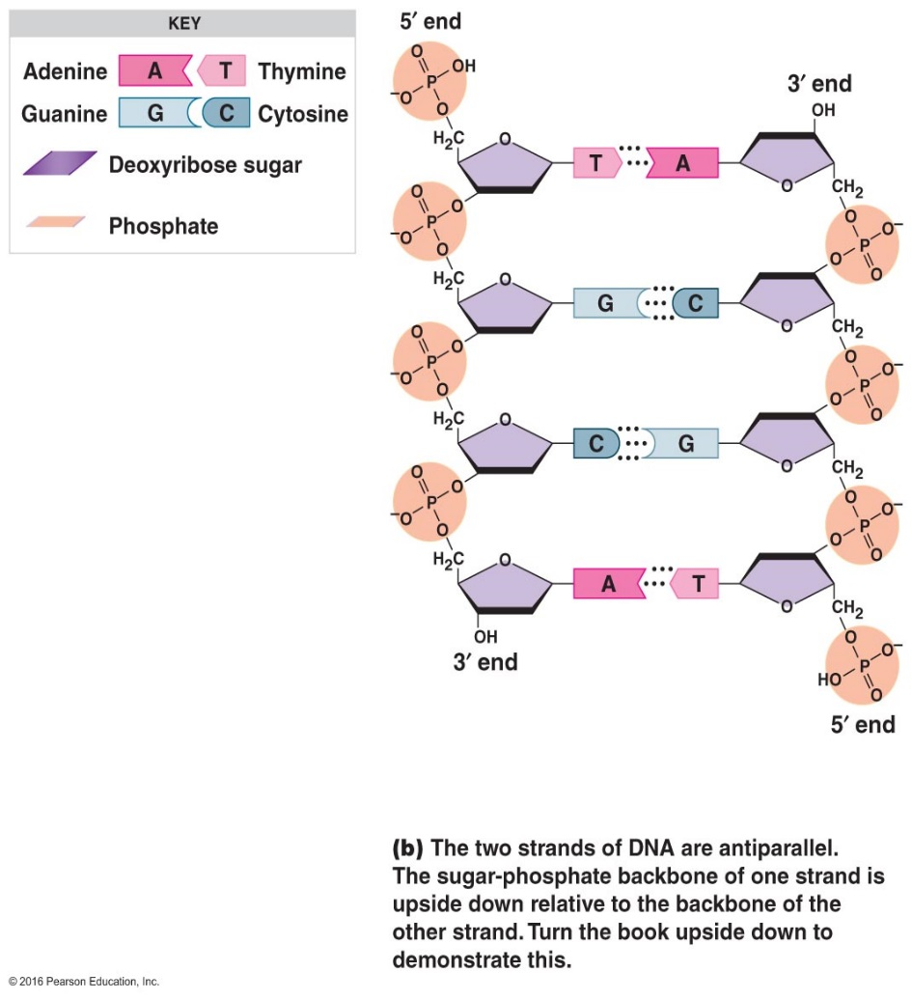 KEY
Adenine A T Thymine
Guanine G C Cytosine
Deoxyribose sugar
Phosphate
5′ end
O
OH
P
⁻O
O
H₂C
O
T
A
3′ end
OH
O
CH₂
O
O⁻
P
O
O
O
O
P
⁻O
O
H₂C
O
G
C
O
CH₂
O
O⁻
P
O
O
O
O
P
⁻O
O
H₂C
O
C
G
O
CH₂
O
O⁻
P
O
O
O
O
P
⁻O
O
H₂C
O
A
T
O
CH₂
OH
3′ end
O
O⁻
P
HO
O
5′ end
(b) The two strands of DNA are antiparallel.
The sugar-phosphate backbone of one strand is
upside down relative to the backbone of the
other strand. Turn the book upside down to
demonstrate this.
© 2016 Pearson Education, Inc.